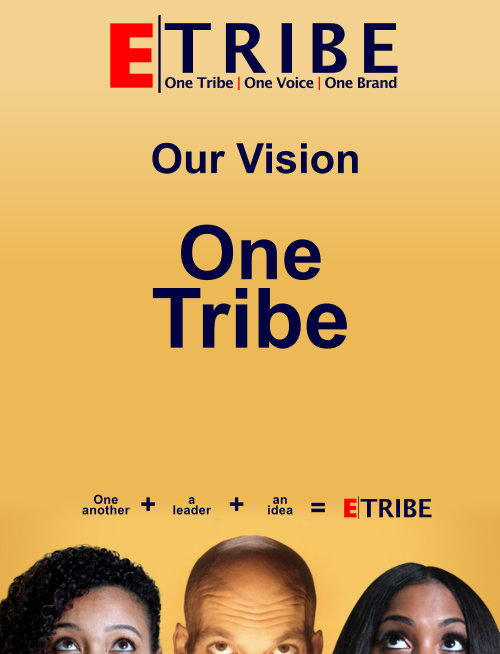 E|TRIBE
One Tribe | One Voice | One Brand
Our Vision
One
Tribe
One another + a leader + an idea = E|TRIBE